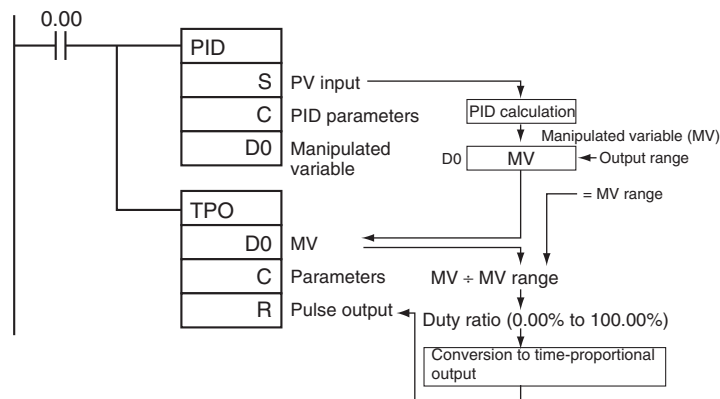 0.00
PID
S PV input
C PID parameters
D0 Manipulated
variable
PID calculation
Manipulated variable (MV)
D0 MV Output range
= MV range
TPO
D0 MV
C Parameters
R Pulse output
MV ÷ MV range
Duty ratio (0.00% to 100.00%)
Conversion to time-proportional
output